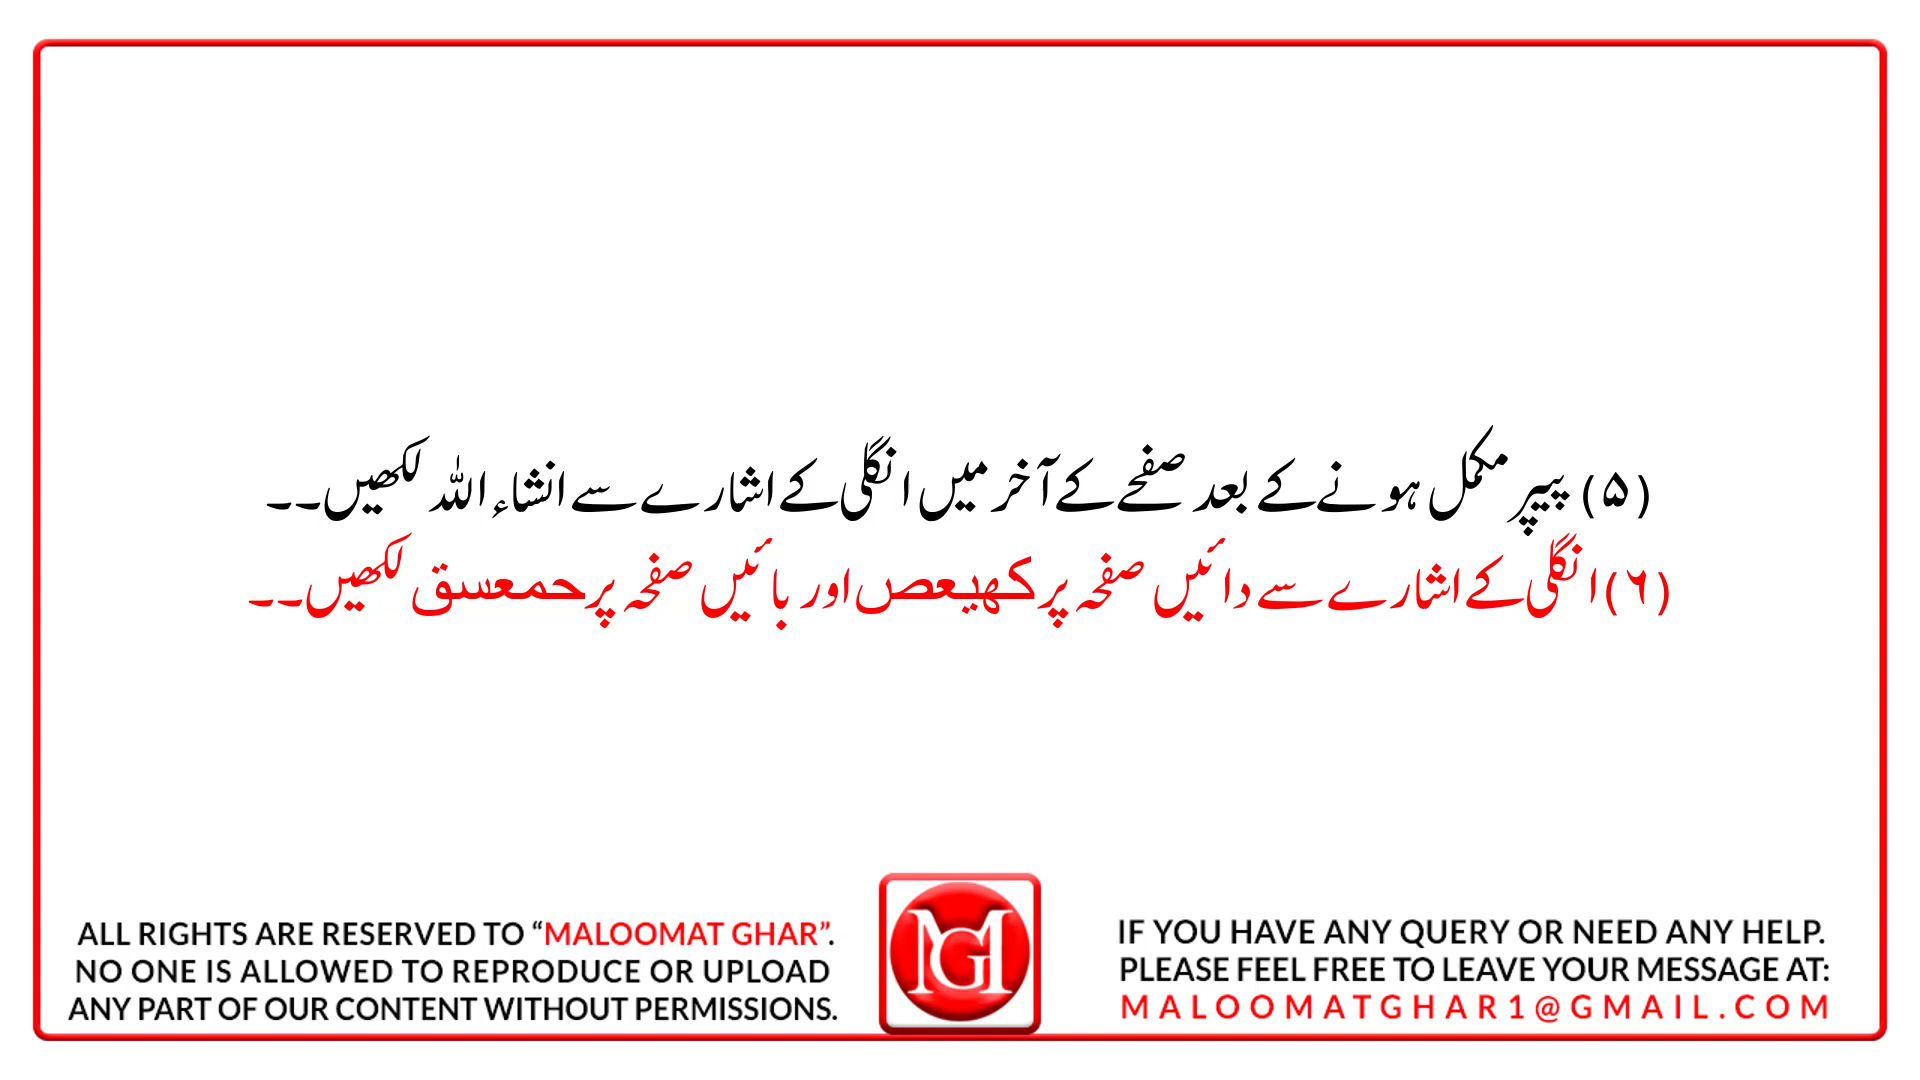 (۵) پیپر مکمل ہونے کے بعد صفحے کے آخر میں انگلی کے اشارے سے انشاء اللہ لکھیں۔۔
(۶) انگلی کے اشارے سے دائیں صفحہ پر کھیعص اور بائیں صفحہ پر حمعسق لکھیں۔۔
ALL RIGHTS ARE RESERVED TO “MALOOMAT GHAR”.
NO ONE IS ALLOWED TO REPRODUCE OR UPLOAD
ANY PART OF OUR CONTENT WITHOUT PERMISSIONS.
MG
IF YOU HAVE ANY QUERY OR NEED ANY HELP.
PLEASE FEEL FREE TO LEAVE YOUR MESSAGE AT:
MALOOMATGHAR1@GMAIL.COM